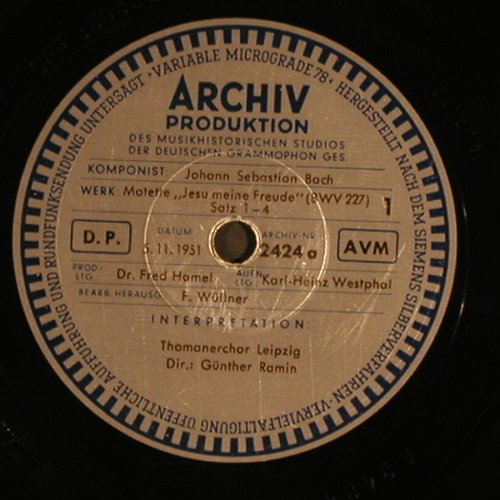 VERVIELFÄLTIGUNG ÖFFENTLICHE AUFFÜHRUNG UND RUNDFUNKSENDUNG UNTERSAGT · VARIABLE MICROGRADE 78 · HERGESTELLT NACH DEM SIEMENS SILBERVERFAHREN ·
ARCHIV
PRODUKTION
DES MUSIKHISTORISCHEN STUDIOS
DER DEUTSCHEN GRAMMOPHON GES.
KOMPONIST: Johann Sebastian Bach
WERK: Motette „Jesu meine Freude" (BWV 227)
Satz 1-4
1
D. P.
DATUM
5.11.1951
ARCHIV-NR
2424 a
AVM
PROD.-LTG.: Dr. Fred Hamel
AUFN. LTG.: Karl-Heinz Westphal
BEARB HERAUSG F. Wüllner
INTERPRETATION:
Thomanerchor Leipzig
Dir.: Günther Ramin